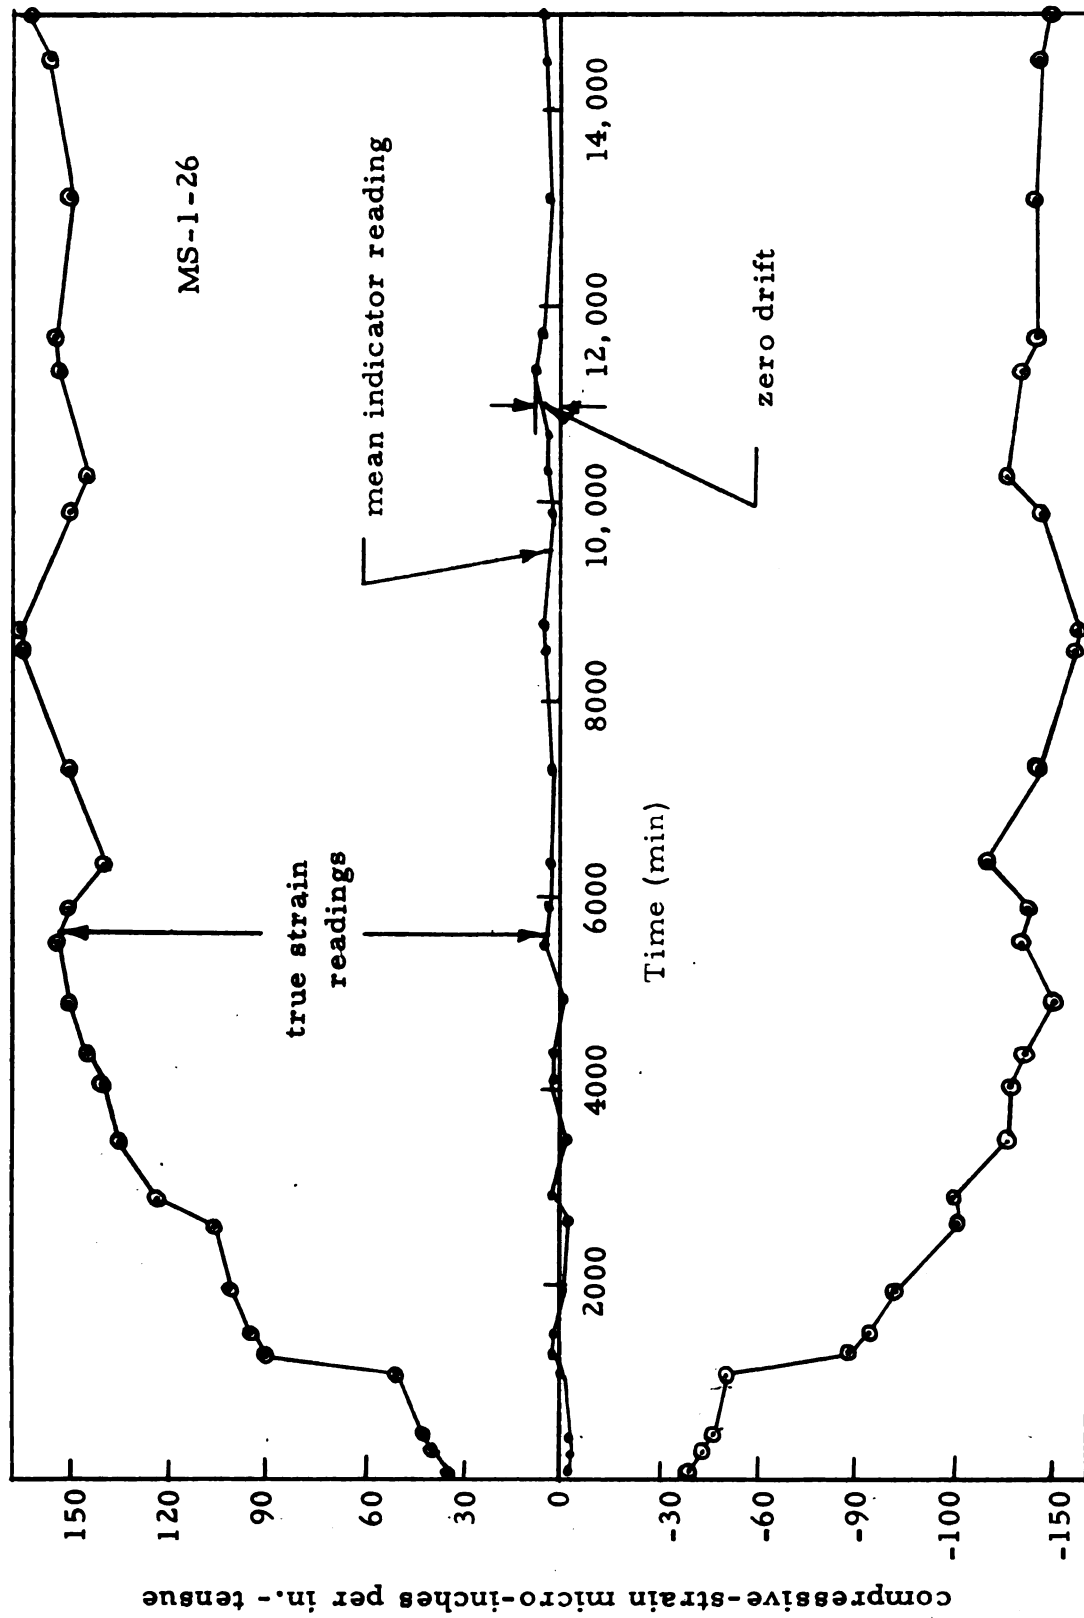 MS-1-26
mean indicator reading
true strain
readings
zero drift
Time (min)
2000
4000
6000
8000
10, 000
12, 000
14, 000
150
90
60
30
0
-30
-60
-90
-100
-150
compressive-strain micro-inches per in.- tensue